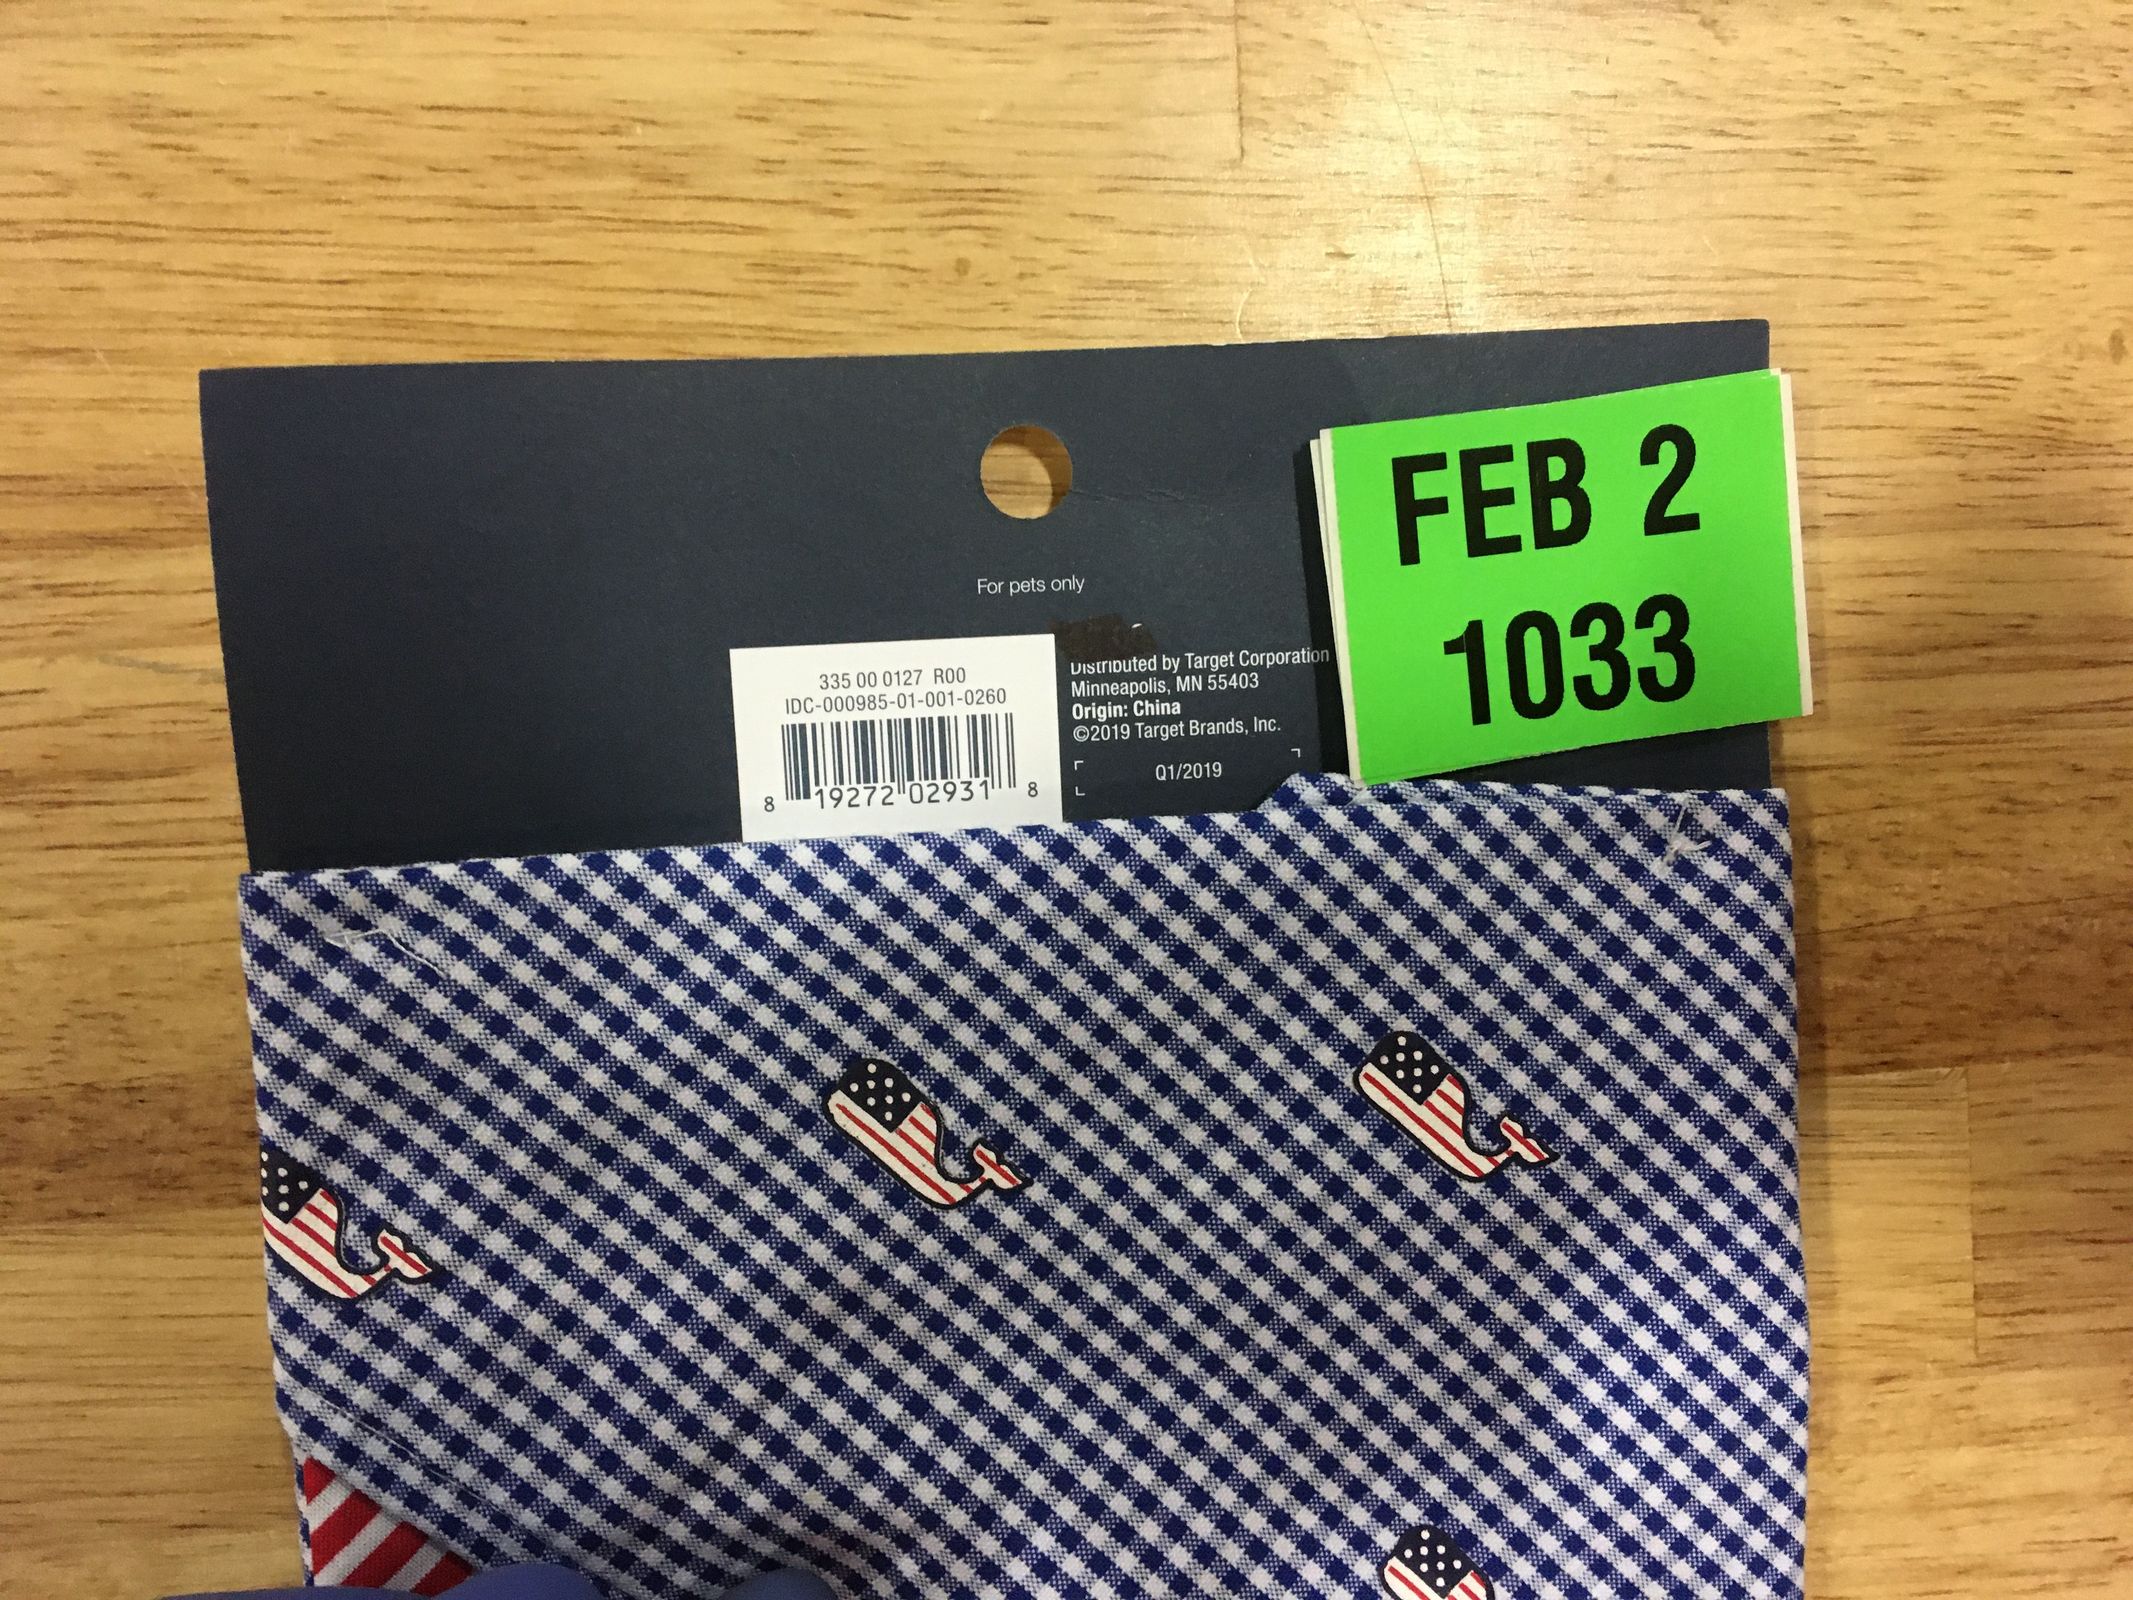 FEB 2
1033
For pets only
335 00 0127 R00
IDC-000985-01-001-0260
8 19272 02931 8
Distributed by Target Corporation
Minneapolis, MN 55403
Origin: China
©2019 Target Brands, Inc.
Q1/2019